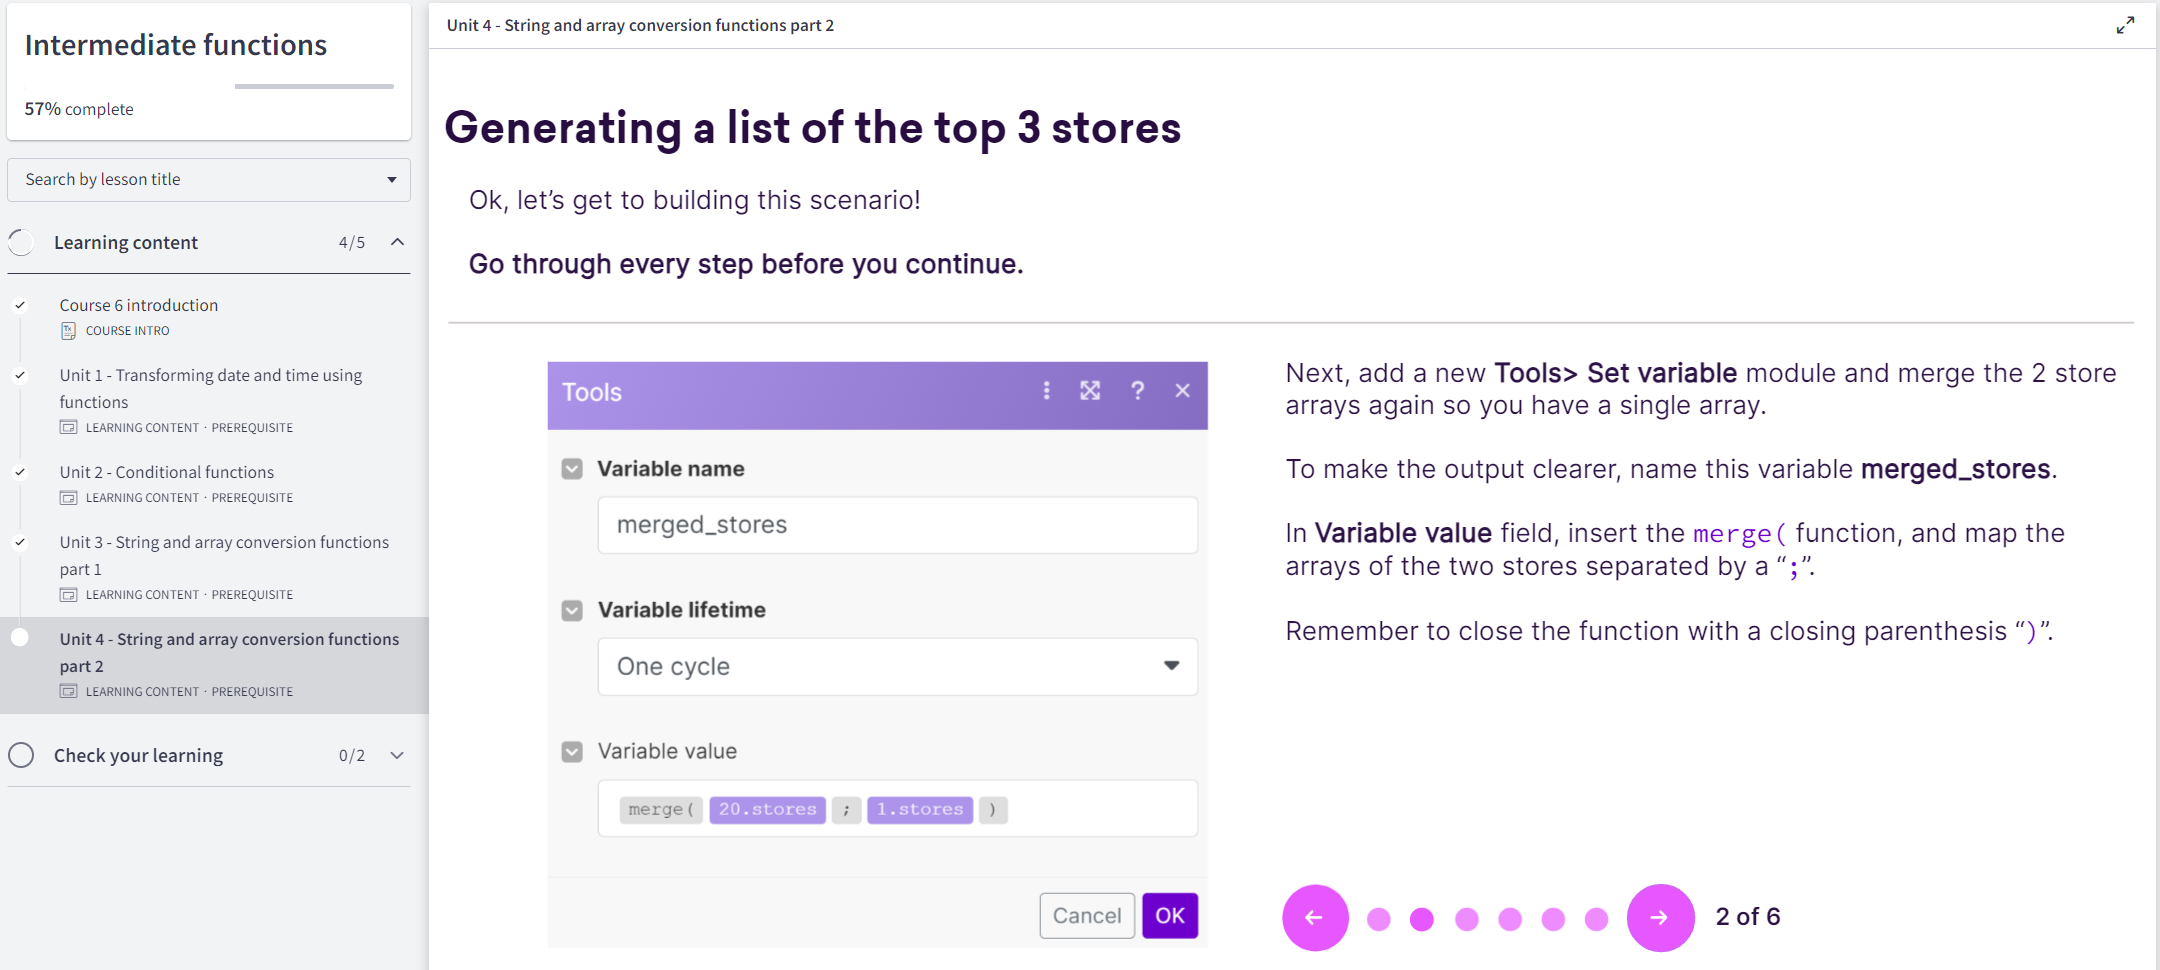 Intermediate functions
57% complete
Search by lesson title
Learning content 4/5
Course 6 introduction
COURSE INTRO
Unit 1 - Transforming date and time using
functions
LEARNING CONTENT · PREREQUISITE
Unit 2 - Conditional functions
LEARNING CONTENT · PREREQUISITE
Unit 3 - String and array conversion functions
part 1
LEARNING CONTENT · PREREQUISITE
Unit 4 - String and array conversion functions
part 2
LEARNING CONTENT · PREREQUISITE
Check your learning 0/2
Unit 4 - String and array conversion functions part 2
Generating a list of the top 3 stores
Ok, let’s get to building this scenario!
Go through every step before you continue.
Tools
Variable name
merged_stores
Variable lifetime
One cycle
Variable value
merge( 20.stores ; 1.stores )
Cancel OK
Next, add a new Tools> Set variable module and merge the 2 store
arrays again so you have a single array.
To make the output clearer, name this variable merged_stores.
In Variable value field, insert the merge( function, and map the
arrays of the two stores separated by a “;”.
Remember to close the function with a closing parenthesis “)”.
2 of 6